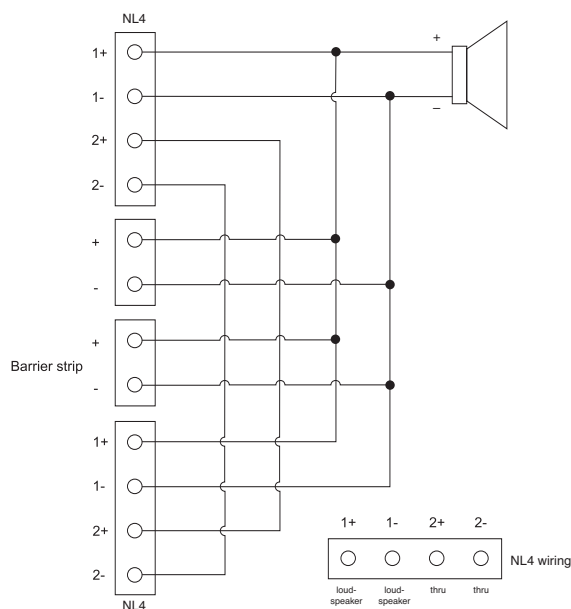 NL4
1+
+
1-
–
2+
2-
+
-
+
Barrier strip
-
1+
1-
2+
2-
NL4
1+ 1- 2+ 2-
NL4 wiring
loud-
speaker
loud-
speaker
thru
thru